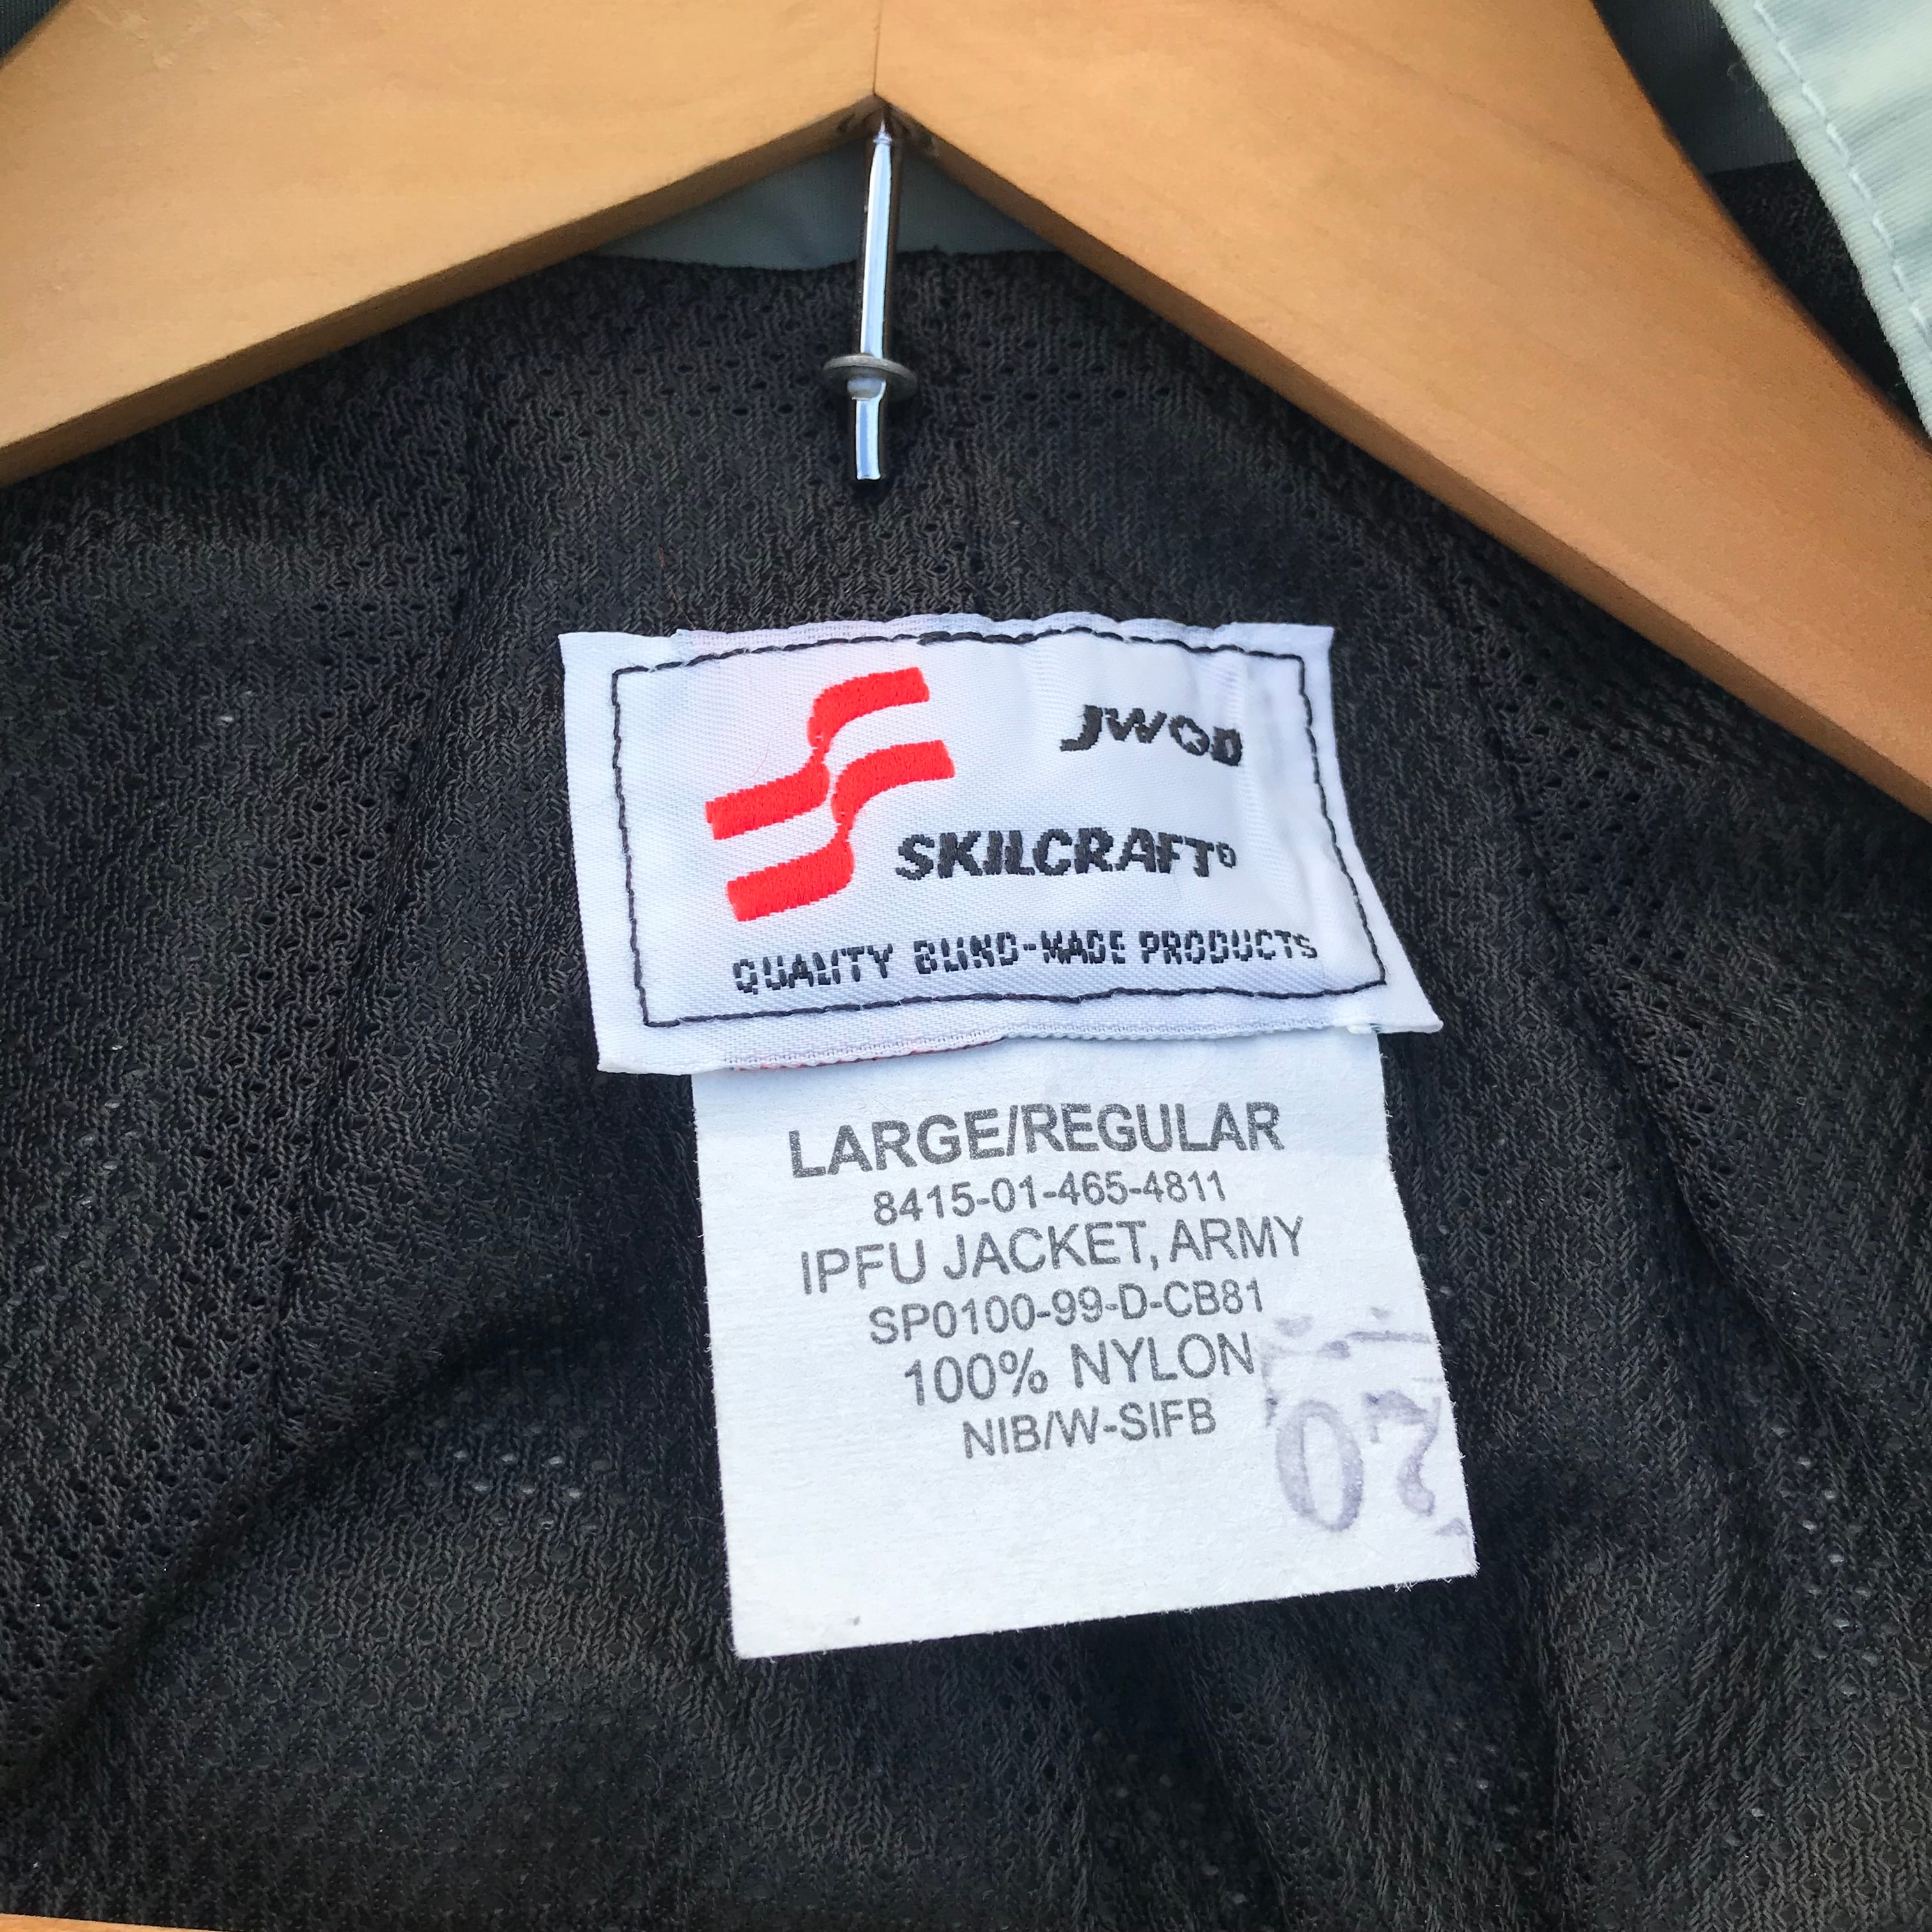 JWOD
SKILCRAFT®
QUALITY BLIND-MADE PRODUCTS
LARGE/REGULAR
8415-01-465-4811
IPFU JACKET, ARMY
SP0100-99-D-CB81
100% NYLON
NIB/W-SIFB
07